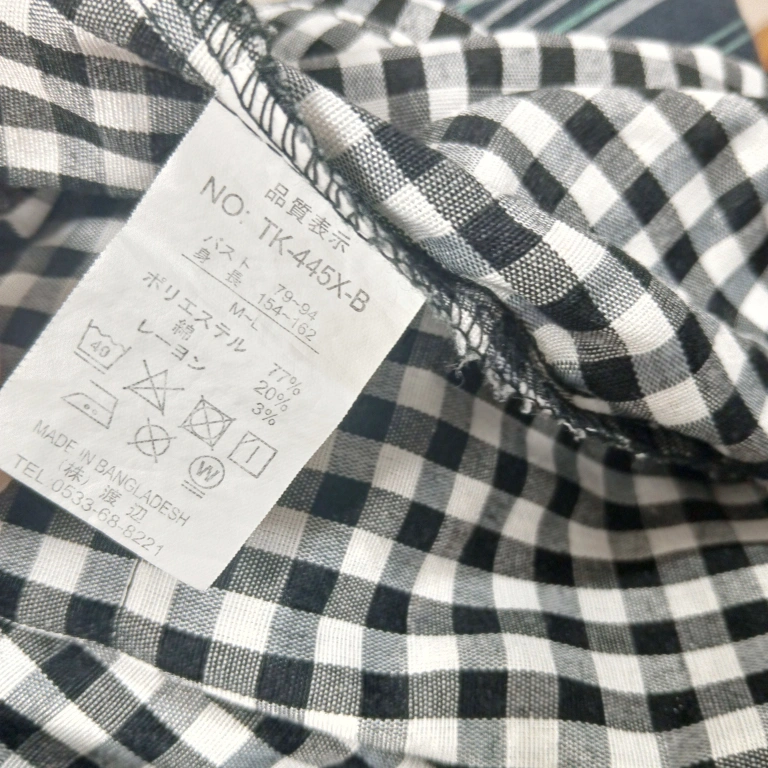 品質表示
NO: TK-445X-B
バスト 79~94
身長 154~162
M~L
ポリエステル 77%
綿 20%
レーヨン 3%
40
W
MADE IN BANGLADESH
(株) 渡辺
TEL 0533-68-8221